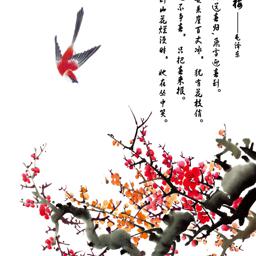 梅
——毛泽东
送春归，飞雪迎春到。
悬崖百丈冰，犹有花枝俏。
不争春，只把春来报。
山花烂漫时，她在丛中笑。